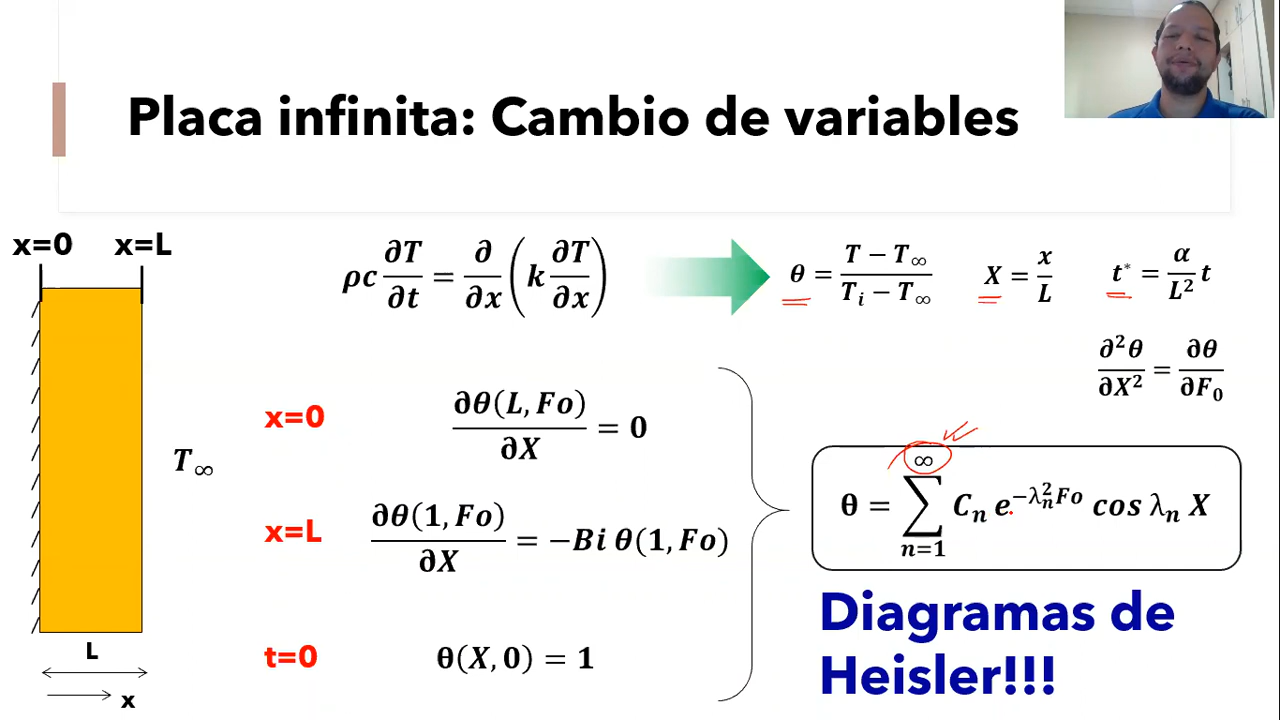 Placa infinita: Cambio de variables
x=0 x=L
ρc ∂T/∂t = ∂/∂x (k ∂T/∂x)
θ = (T − T∞)/(Tᵢ − T∞) X = x/L t* = α/L² t
∂²θ/∂X² = ∂θ/∂F₀
x=0 ∂θ(L, Fo)/∂X = 0
T∞
x=L ∂θ(1, Fo)/∂X = −Bi θ(1, Fo)
θ = ∑ₙ₌₁^∞ Cₙ e^(−λₙ² Fo) cos λₙ X
t=0 θ(X, 0) = 1
L
x
Diagramas de
Heisler!!!